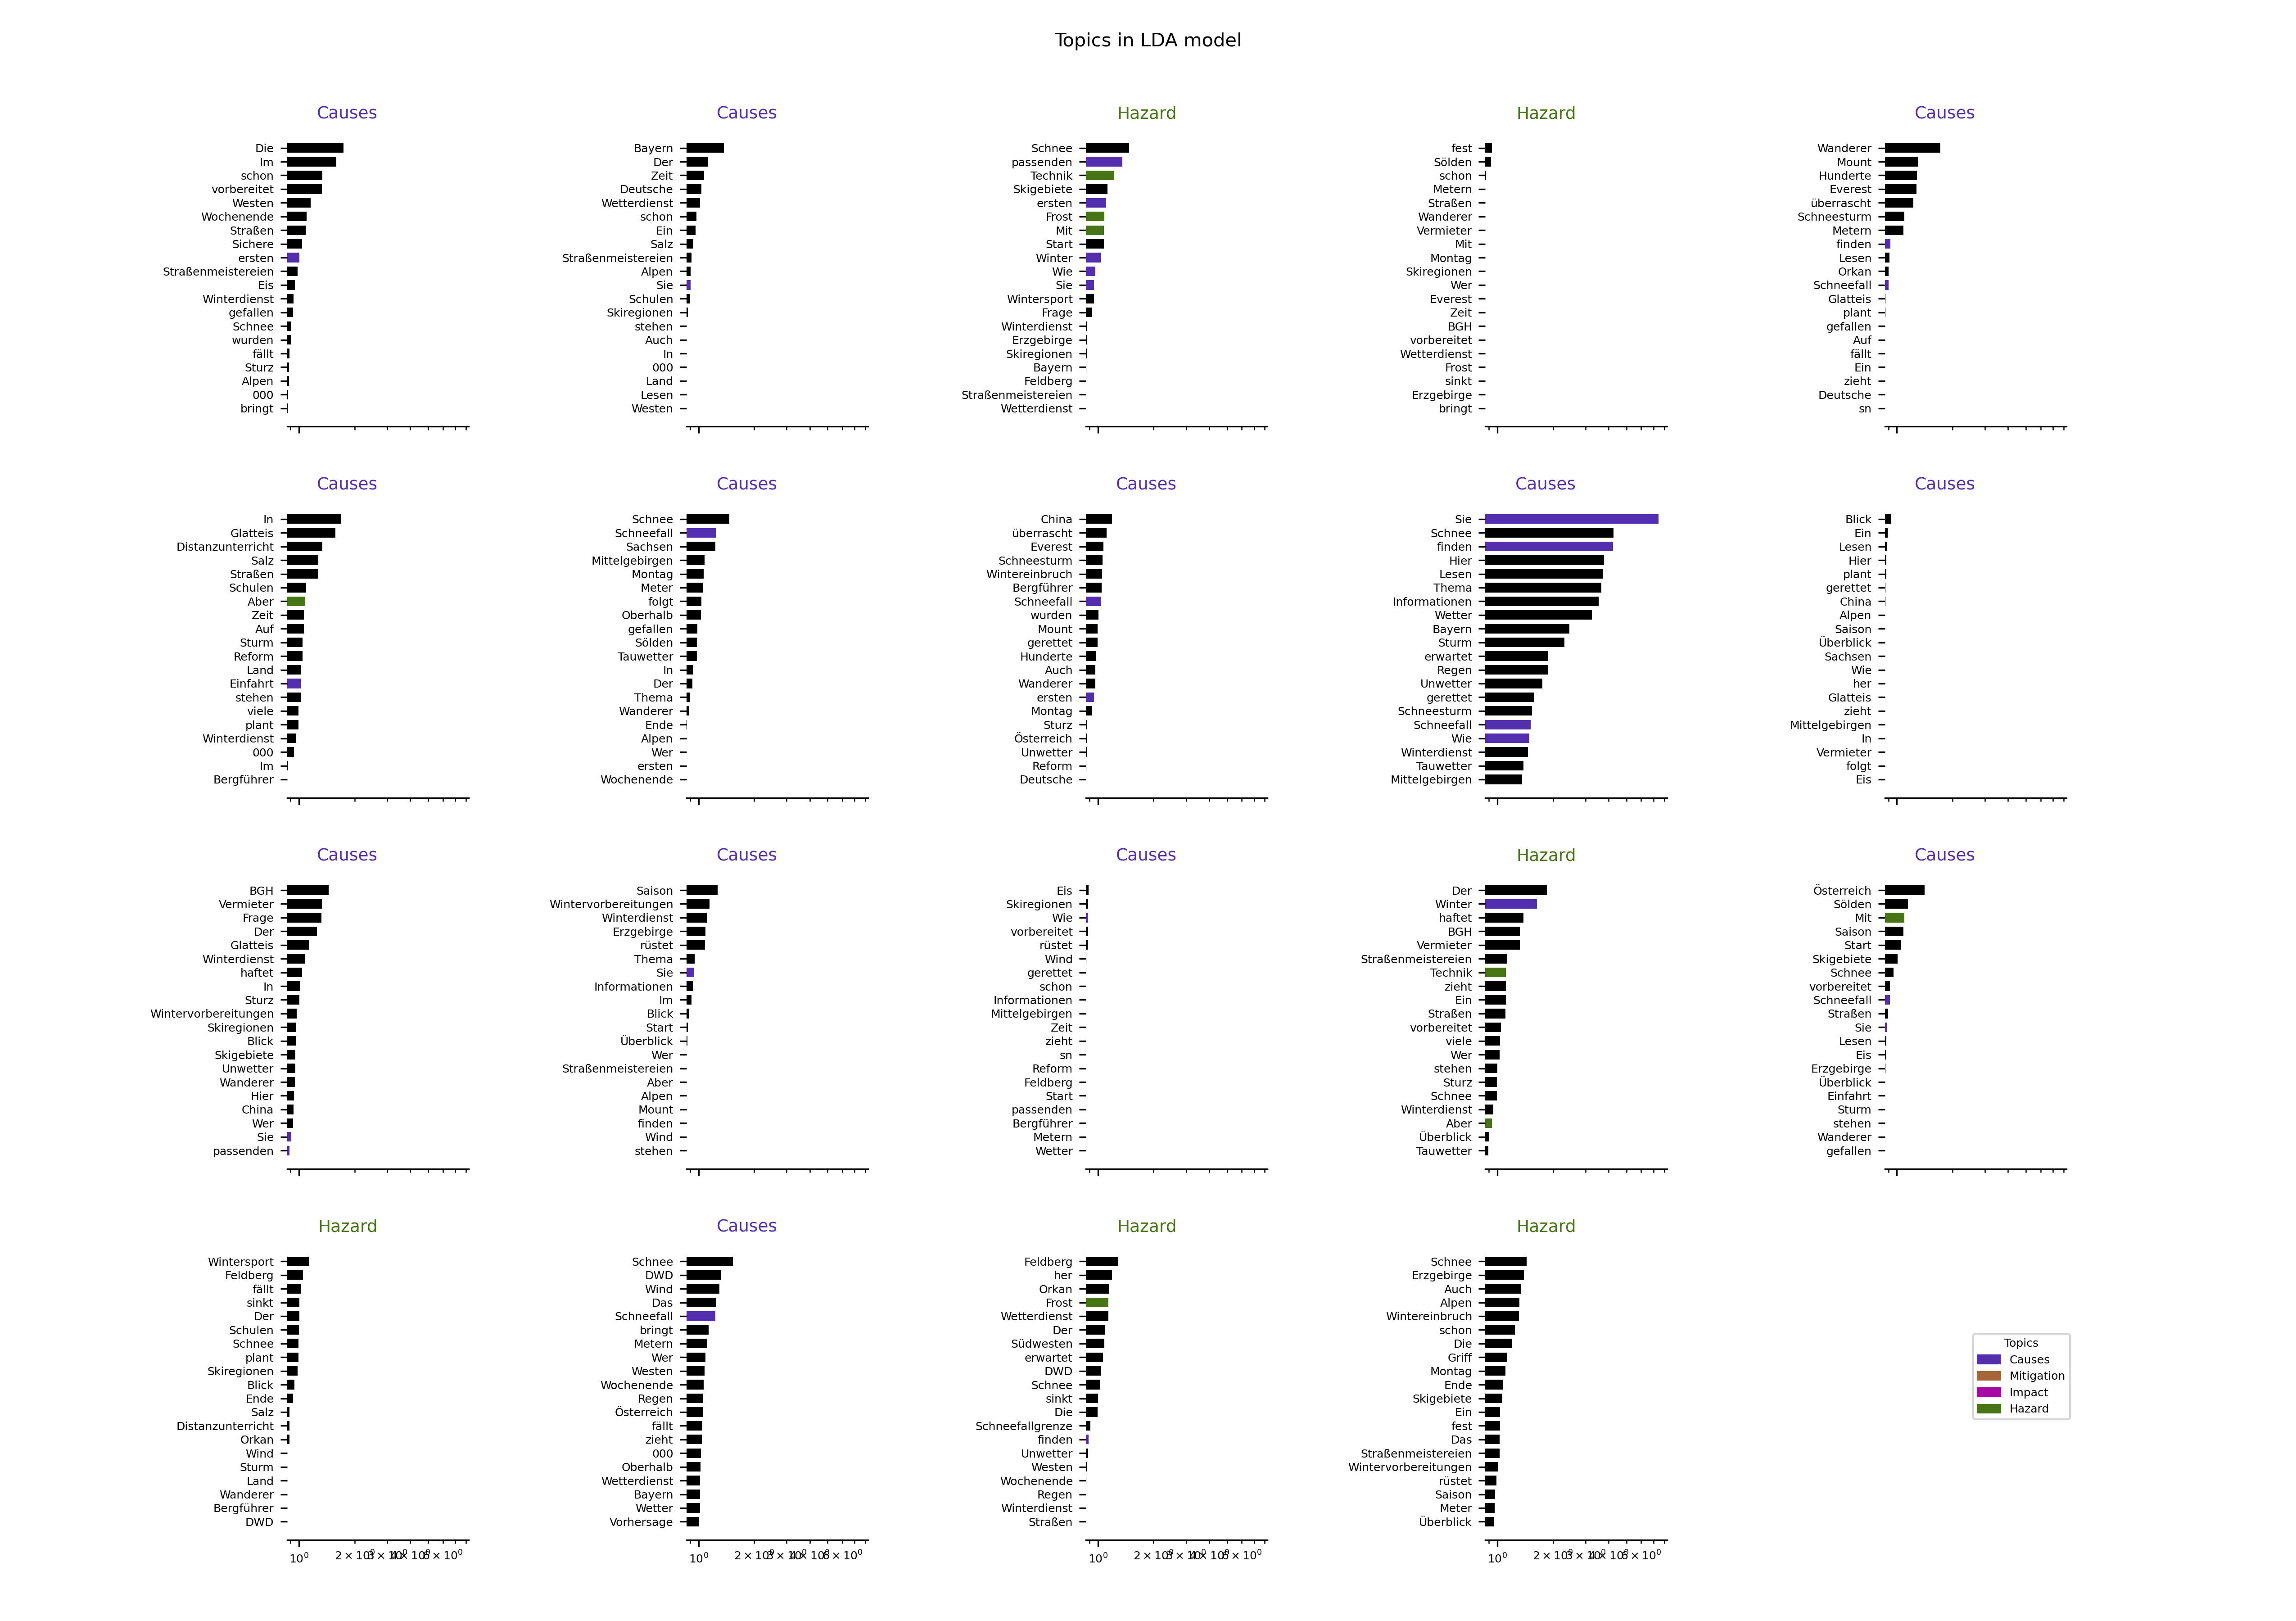 Topics in LDA model
Causes
Die
Im
schon
vorbereitet
Westen
Wochenende
Straßen
Sichere
ersten
Straßenmeistereien
Eis
Winterdienst
gefallen
Schnee
wurden
fällt
Sturz
Alpen
000
bringt
Causes
Bayern
Der
Zeit
Deutsche
Wetterdienst
schon
Ein
Salz
Straßenmeistereien
Alpen
Sie
Schulen
Skiregionen
stehen
Auch
In
000
Land
Lesen
Westen
Hazard
Schnee
passenden
Technik
Skigebiete
ersten
Frost
Mit
Start
Winter
Wie
Sie
Wintersport
Frage
Winterdienst
Erzgebirge
Skiregionen
Bayern
Feldberg
Straßenmeistereien
Wetterdienst
Hazard
fest
Sölden
schon
Metern
Straßen
Wanderer
Vermieter
Mit
Montag
Skiregionen
Wer
Everest
Zeit
BGH
vorbereitet
Wetterdienst
Frost
sinkt
Erzgebirge
bringt
Causes
Wanderer
Mount
Hunderte
Everest
überrascht
Schneesturm
Metern
finden
Lesen
Orkan
Schneefall
Glatteis
plant
gefallen
Auf
fällt
Ein
zieht
Deutsche
sn
Causes
In
Glatteis
Distanzunterricht
Salz
Straßen
Schulen
Aber
Zeit
Auf
Sturm
Reform
Land
Einfahrt
stehen
viele
plant
Winterdienst
000
Im
Bergführer
Causes
Schnee
Schneefall
Sachsen
Mittelgebirgen
Montag
Meter
folgt
Oberhalb
gefallen
Sölden
Tauwetter
In
Der
Thema
Wanderer
Ende
Alpen
Wer
ersten
Wochenende
Causes
China
überrascht
Everest
Schneesturm
Wintereinbruch
Bergführer
Schneefall
wurden
Mount
gerettet
Hunderte
Auch
Wanderer
ersten
Montag
Sturz
Österreich
Unwetter
Reform
Deutsche
Causes
Sie
Schnee
finden
Hier
Lesen
Thema
Informationen
Wetter
Bayern
Sturm
erwartet
Regen
Unwetter
gerettet
Schneesturm
Schneefall
Wie
Winterdienst
Tauwetter
Mittelgebirgen
Causes
Blick
Ein
Lesen
Hier
plant
gerettet
China
Alpen
Saison
Überblick
Sachsen
Wie
her
Glatteis
zieht
Mittelgebirgen
In
Vermieter
folgt
Eis
Causes
BGH
Vermieter
Frage
Der
Glatteis
Winterdienst
haftet
In
Sturz
Wintervorbereitungen
Skiregionen
Blick
Skigebiete
Unwetter
Wanderer
Hier
China
Wer
Sie
passenden
Causes
Saison
Wintervorbereitungen
Winterdienst
Erzgebirge
rüstet
Thema
Sie
Informationen
Im
Blick
Start
Überblick
Wer
Straßenmeistereien
Aber
Alpen
Mount
finden
Wind
stehen
Causes
Eis
Skiregionen
Wie
vorbereitet
rüstet
Wind
gerettet
schon
Informationen
Mittelgebirgen
Zeit
zieht
sn
Reform
Feldberg
Start
passenden
Bergführer
Metern
Wetter
Hazard
Der
Winter
haftet
BGH
Vermieter
Straßenmeistereien
Technik
zieht
Ein
Straßen
vorbereitet
viele
Wer
stehen
Sturz
Schnee
Winterdienst
Aber
Überblick
Tauwetter
Causes
Österreich
Sölden
Mit
Saison
Start
Skigebiete
Schnee
vorbereitet
Schneefall
Straßen
Sie
Lesen
Eis
Erzgebirge
Überblick
Einfahrt
Sturm
stehen
Wanderer
gefallen
Hazard
Wintersport
Feldberg
fällt
sinkt
Der
Schulen
Schnee
plant
Skiregionen
Blick
Ende
Salz
Distanzunterricht
Orkan
Wind
Sturm
Land
Wanderer
Bergführer
DWD
10⁰
Causes
Schnee
DWD
Wind
Das
Schneefall
bringt
Metern
Wer
Westen
Wochenende
Regen
Österreich
fällt
zieht
000
Oberhalb
Wetterdienst
Bayern
Wetter
Vorhersage
10⁰
Hazard
Feldberg
her
Orkan
Frost
Wetterdienst
Der
Südwesten
erwartet
DWD
Schnee
sinkt
Die
Schneefallgrenze
finden
Unwetter
Westen
Wochenende
Regen
Winterdienst
Straßen
10⁰
Hazard
Schnee
Erzgebirge
Auch
Alpen
Wintereinbruch
schon
Die
Griff
Montag
Ende
Skigebiete
Ein
fest
Das
Straßenmeistereien
Wintervorbereitungen
rüstet
Saison
Meter
Überblick
10⁰
Topics
Causes
Mitigation
Impact
Hazard